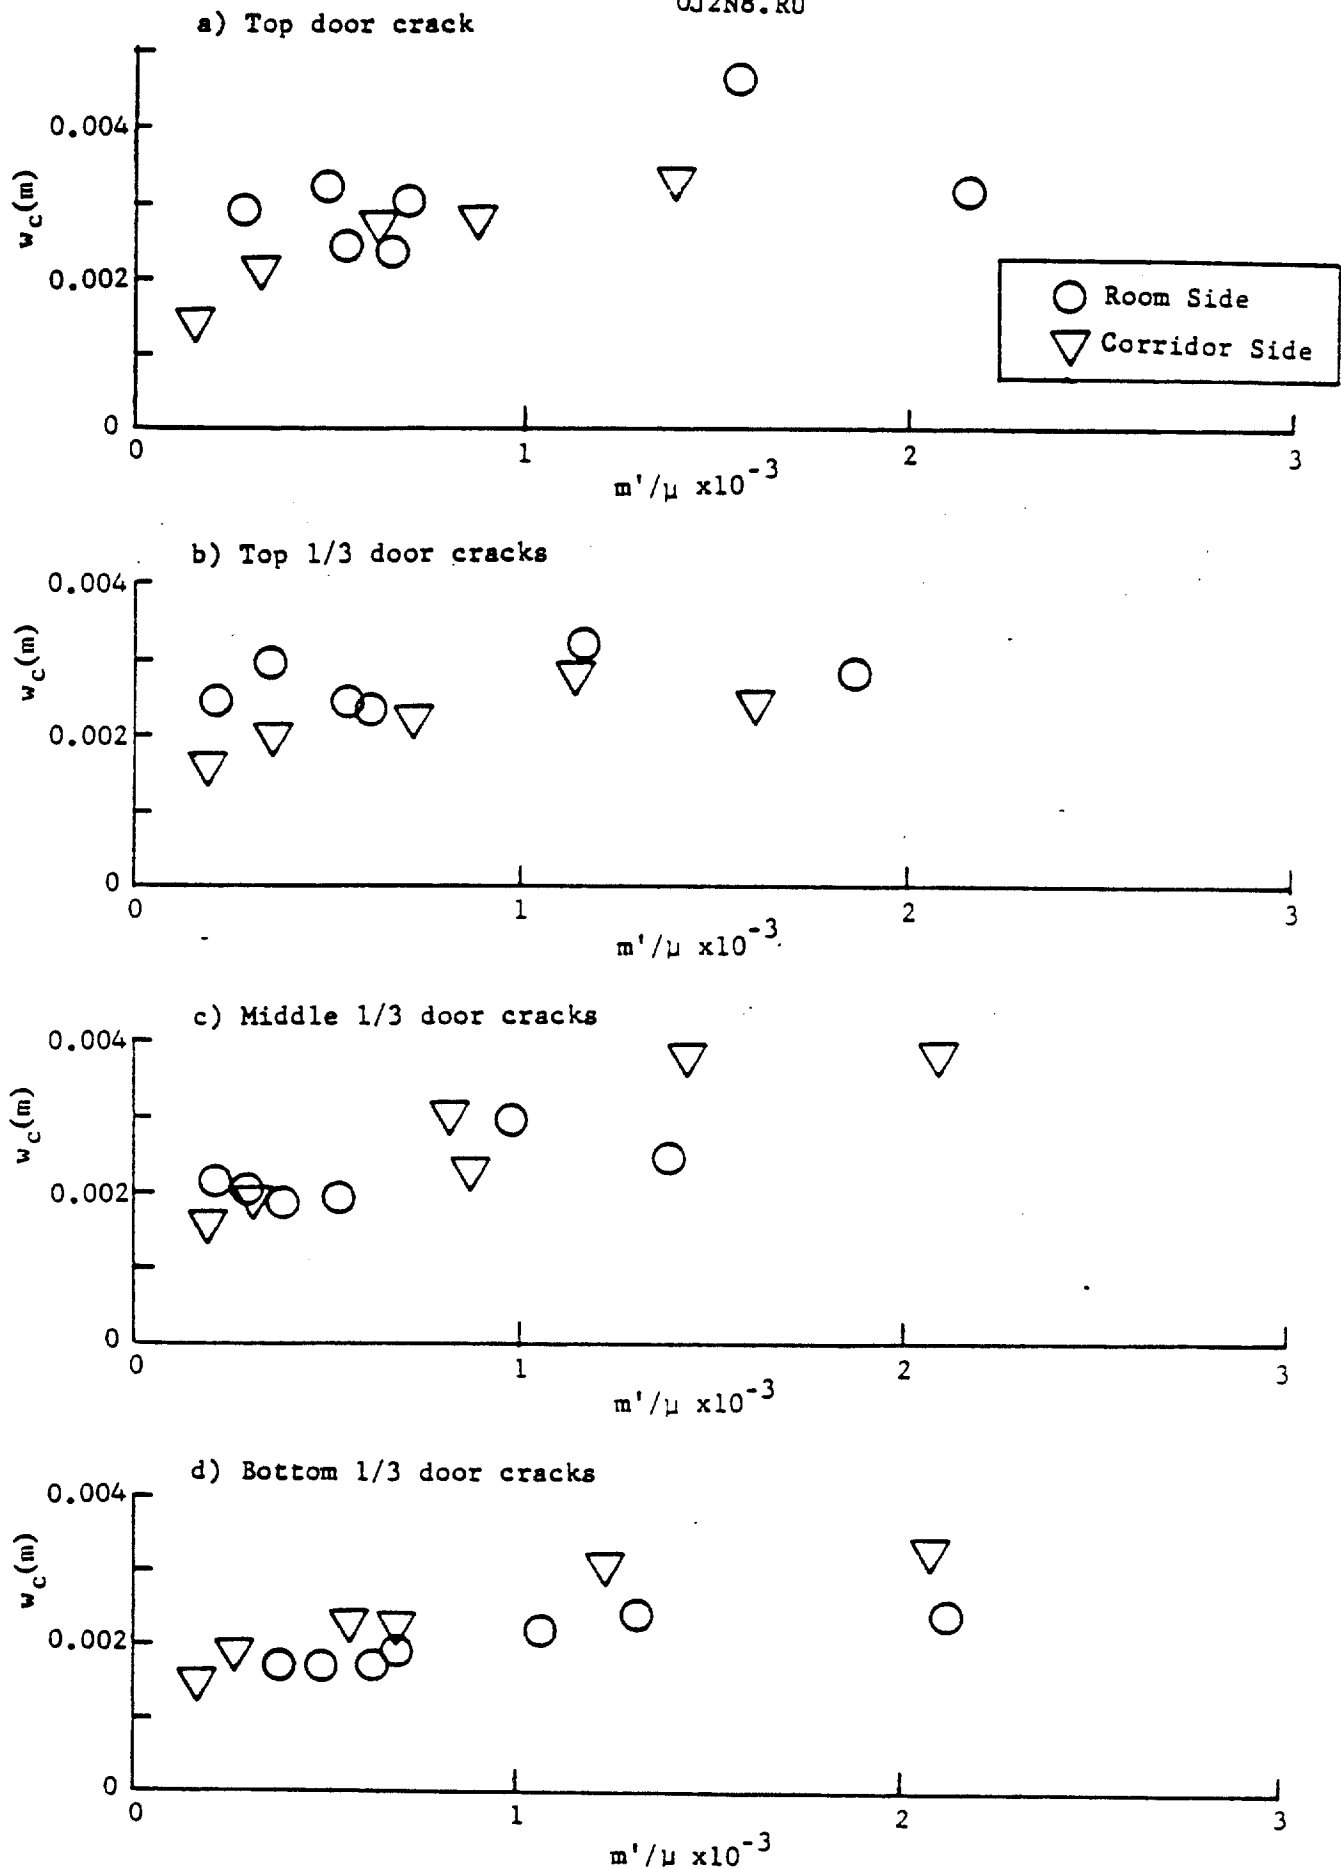 a) Top door crack
0.004
w_c(m)
0.002
0
0 1 2 3
m'/μ x10^-3
Room Side
Corridor Side
b) Top 1/3 door cracks
0.004
w_c(m)
0.002
0
0 1 2 3
m'/μ x10^-3
c) Middle 1/3 door cracks
0.004
w_c(m)
0.002
0
0 1 2 3
m'/μ x10^-3
d) Bottom 1/3 door cracks
0.004
w_c(m)
0.002
0
0 1 2 3
m'/μ x10^-3